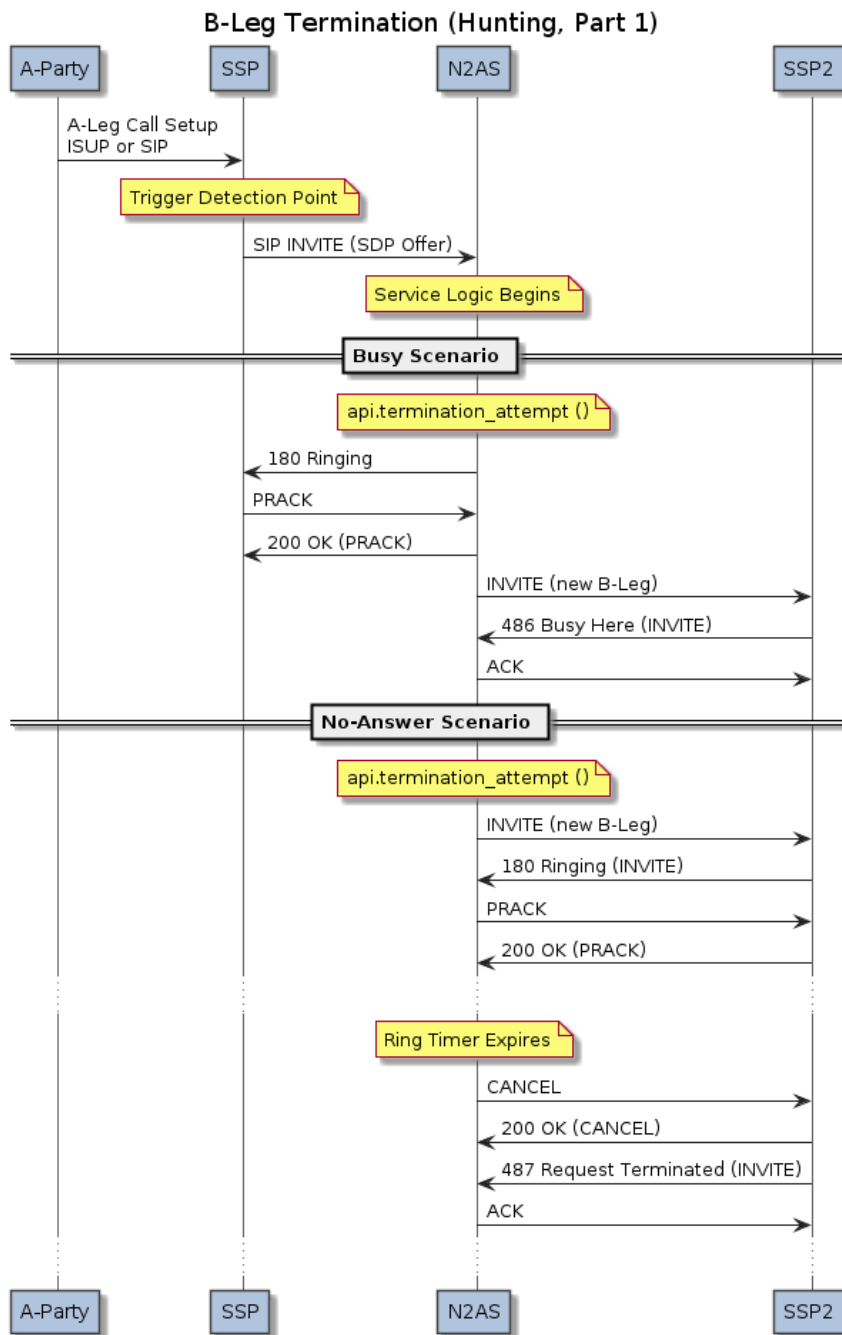 B-Leg Termination (Hunting, Part 1)
A-Party
SSP
N2AS
SSP2
A-Leg Call Setup
ISUP or SIP
Trigger Detection Point
SIP INVITE (SDP Offer)
Service Logic Begins
Busy Scenario
api.termination_attempt ()
180 Ringing
PRACK
200 OK (PRACK)
INVITE (new B-Leg)
486 Busy Here (INVITE)
ACK
No-Answer Scenario
api.termination_attempt ()
INVITE (new B-Leg)
180 Ringing (INVITE)
PRACK
200 OK (PRACK)
Ring Timer Expires
CANCEL
200 OK (CANCEL)
487 Request Terminated (INVITE)
ACK
A-Party
SSP
N2AS
SSP2